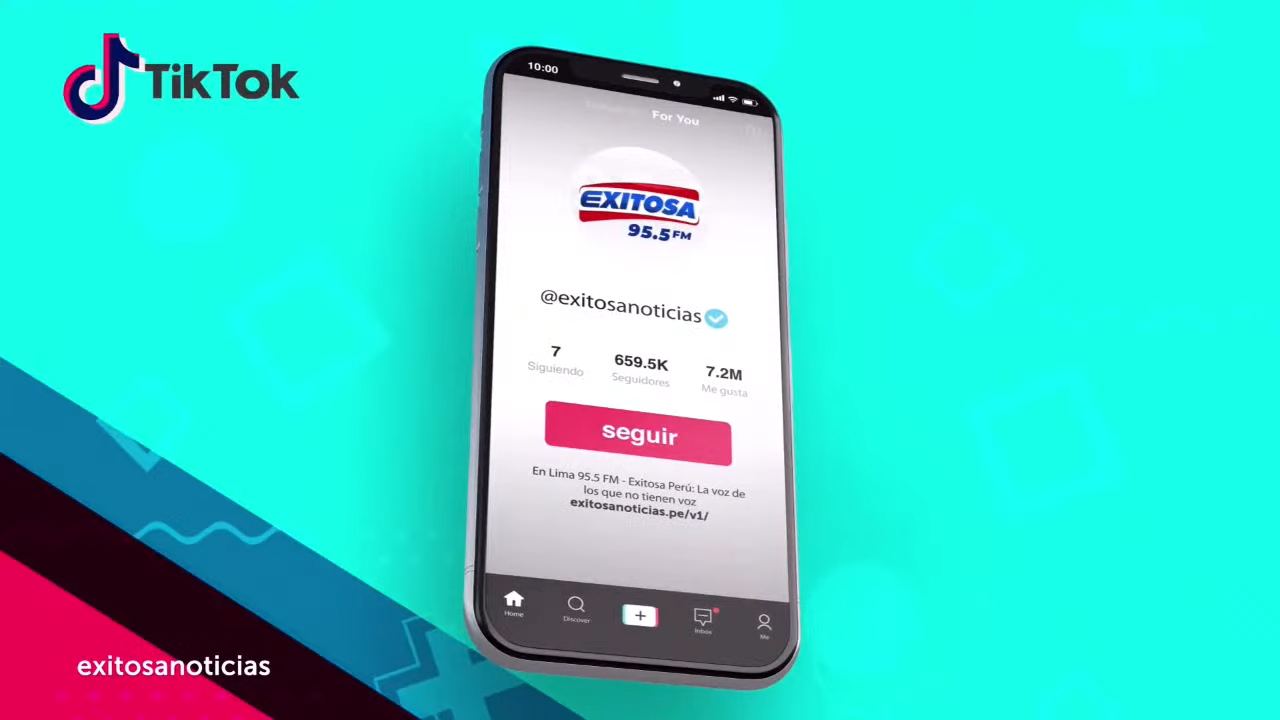 TikTok
10:00
For You
EXITOSA
95.5 FM
@exitosanoticias
7 659.5K 7.2M
Siguiendo Seguidores Me gusta
seguir
En Lima 95.5 FM - Exitosa Perú: La voz de
los que no tienen voz
exitosanoticias.pe/v1/
Home Discover Inbox Me
exitosanoticias